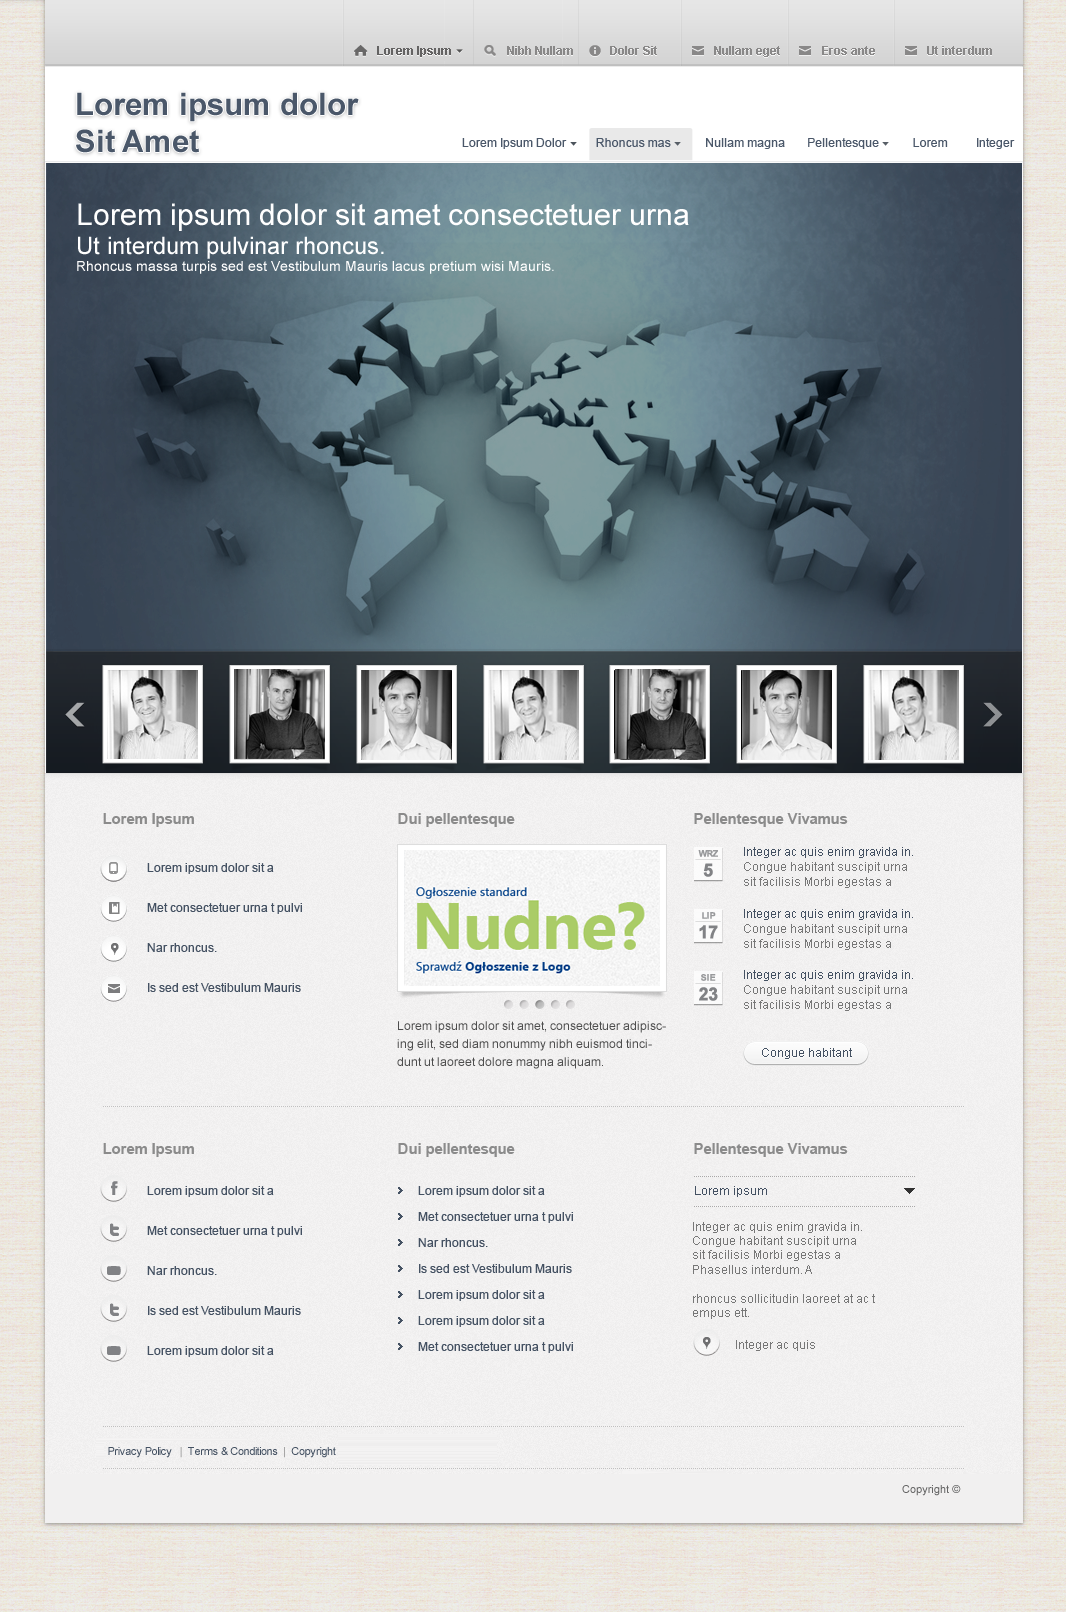 Lorem Ipsum
Nibh Nullam
Dolor Sit
Nullam eget
Eros ante
Ut interdum
Lorem ipsum dolor
Sit Amet
Lorem Ipsum Dolor
Rhoncus mas
Nullam magna
Pellentesque
Lorem
Integer
Lorem ipsum dolor sit amet consectetuer urna
Ut interdum pulvinar rhoncus.
Rhoncus massa turpis sed est Vestibulum Mauris lacus pretium wisi Mauris.
Lorem Ipsum
Lorem ipsum dolor sit a
Met consectetuer urna t pulvi
Nar rhoncus.
Is sed est Vestibulum Mauris
Dui pellentesque
Ogłoszenie standard
Nudne?
Sprawdź Ogłoszenie z Logo
Lorem ipsum dolor sit amet, consectetuer adipisc-
ing elit, sed diam nonummy nibh euismod tinci-
dunt ut laoreet dolore magna aliquam.
Pellentesque Vivamus
WRZ
5
Integer ac quis enim gravida in.
Congue habitant suscipit urna
sit facilisis Morbi egestas a
LIP
17
Integer ac quis enim gravida in.
Congue habitant suscipit urna
sit facilisis Morbi egestas a
SIE
23
Integer ac quis enim gravida in.
Congue habitant suscipit urna
sit facilisis Morbi egestas a
Congue habitant
Lorem Ipsum
Lorem ipsum dolor sit a
Met consectetuer urna t pulvi
Nar rhoncus.
Is sed est Vestibulum Mauris
Lorem ipsum dolor sit a
Dui pellentesque
Lorem ipsum dolor sit a
Met consectetuer urna t pulvi
Nar rhoncus.
Is sed est Vestibulum Mauris
Lorem ipsum dolor sit a
Lorem ipsum dolor sit a
Met consectetuer urna t pulvi
Pellentesque Vivamus
Lorem ipsum
Integer ac quis enim gravida in.
Congue habitant suscipit urna
sit facilisis Morbi egestas a
Phasellus interdum. A
rhoncus sollicitudin laoreet at ac t
empus ett.
Integer ac quis
Privacy Policy | Terms & Conditions | Copyright
Copyright ©